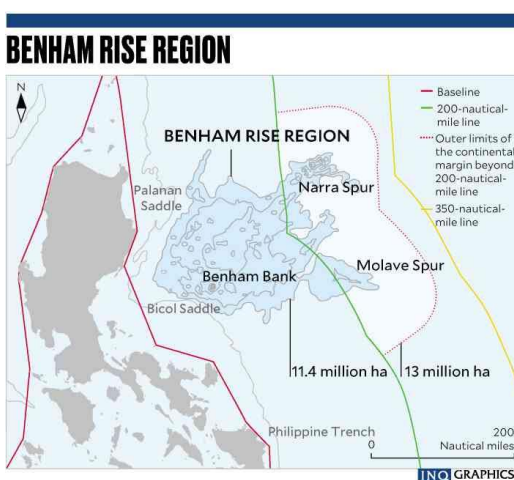 BENHAM RISE REGION
N
Baseline
200-nautical-
mile line
Outer limits of
the continental
margin beyond
200-nautical-
mile line
350-nautical-
mile line
BENHAM RISE REGION
Narra Spur
Palanan
Saddle
Molave Spur
Benham Bank
Bicol Saddle
11.4 million ha
13 million ha
Philippine Trench
0
200
Nautical miles
INQ GRAPHICS